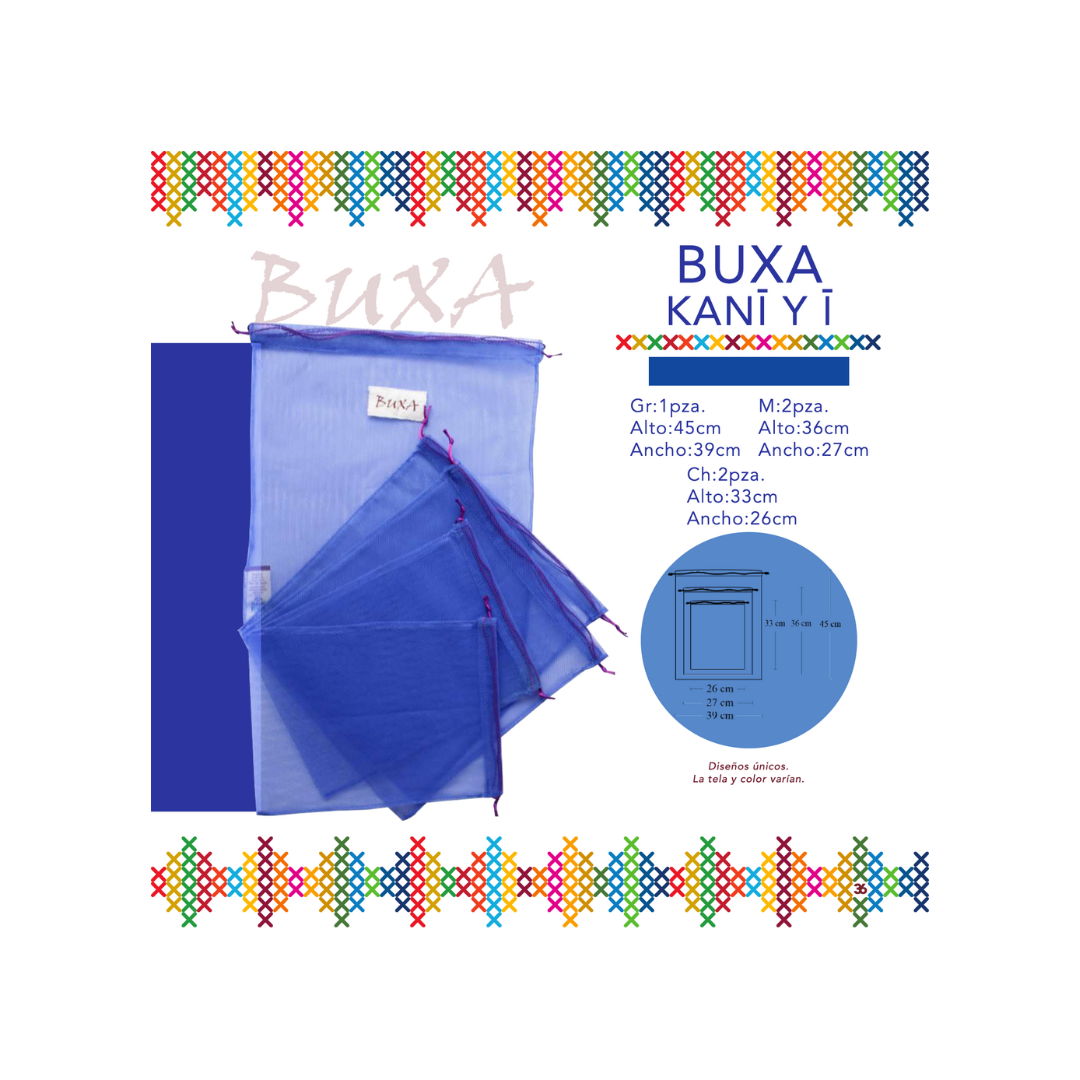 BUXA
BUXA
KANĪ Y Ī
BUXA
Gr:1pza.
Alto:45cm
Ancho:39cm
M:2pza.
Alto:36cm
Ancho:27cm
Ch:2pza.
Alto:33cm
Ancho:26cm
33 cm 36 cm 45 cm
26 cm
27 cm
39 cm
Diseños únicos.
La tela y color varían.
36